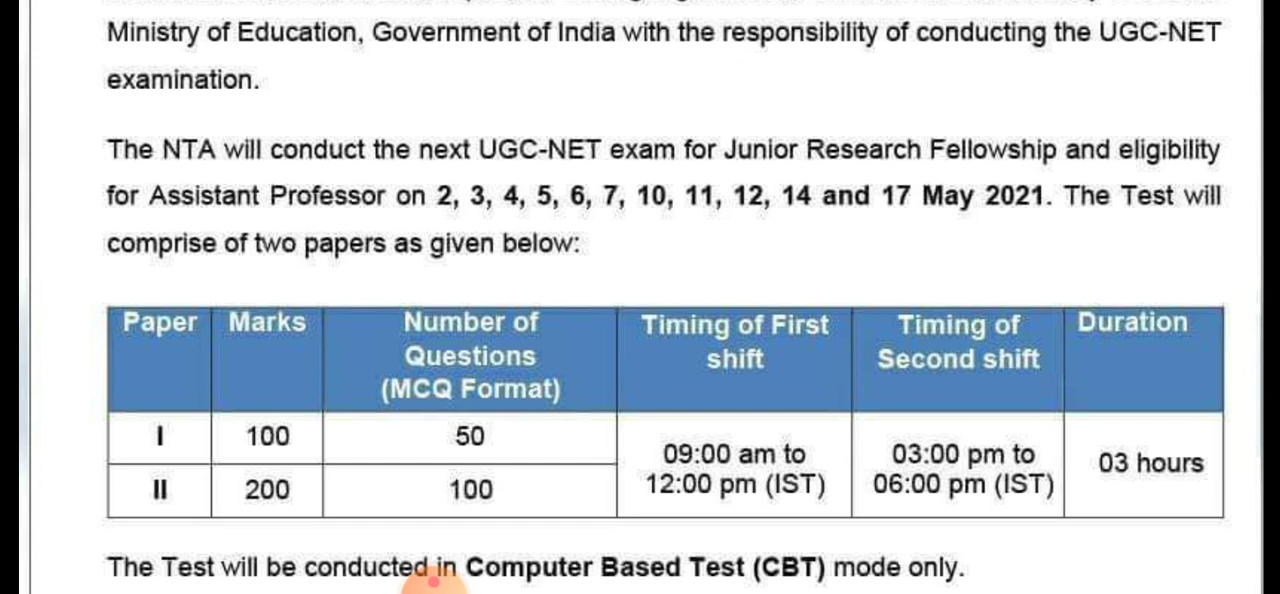 Ministry of Education, Government of India with the responsibility of conducting the UGC-NET
examination.
The NTA will conduct the next UGC-NET exam for Junior Research Fellowship and eligibility
for Assistant Professor on 2, 3, 4, 5, 6, 7, 10, 11, 12, 14 and 17 May 2021. The Test will
comprise of two papers as given below:
Paper Marks Number of Questions (MCQ Format) Timing of First shift Timing of Second shift Duration
I 100 50 09:00 am to 12:00 pm (IST) 03:00 pm to 06:00 pm (IST) 03 hours
II 200 100
The Test will be conducted in Computer Based Test (CBT) mode only.